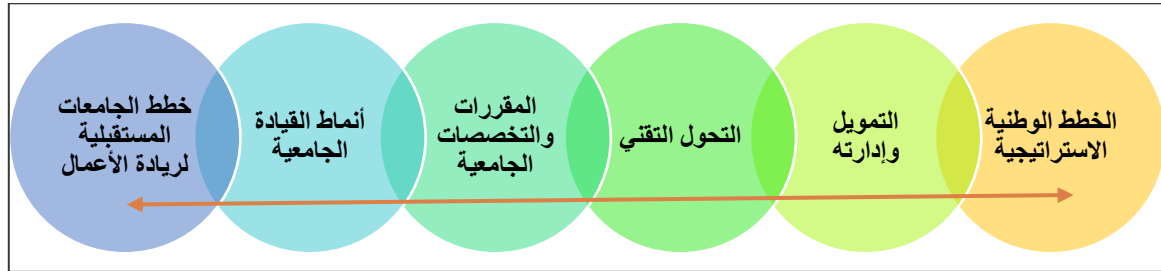 الخطط الوطنية
الاستراتيجية
التمويل
وإدارته
التحول التقني
المقررات
والتخصصات
الجامعية
أنماط القيادة
الجامعية
خطط الجامعات
المستقبلية
لريادة الأعمال